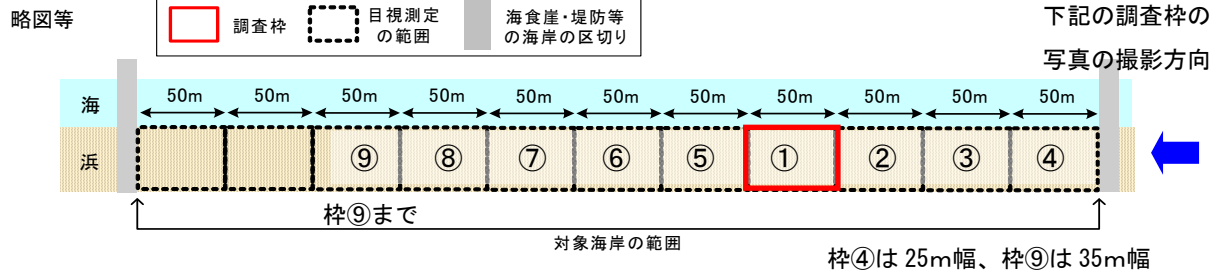 略図等
調査枠
目視測定
の範囲
海食崖・堤防等
の海岸の区切り
下記の調査枠の
写真の撮影方向
海 50m 50m 50m 50m 50m 50m 50m 50m 50m 50m 50m
浜 ⑨ ⑧ ⑦ ⑥ ⑤ ① ② ③ ④
枠⑨まで
対象海岸の範囲
枠④は 25m幅、枠⑨は 35m幅